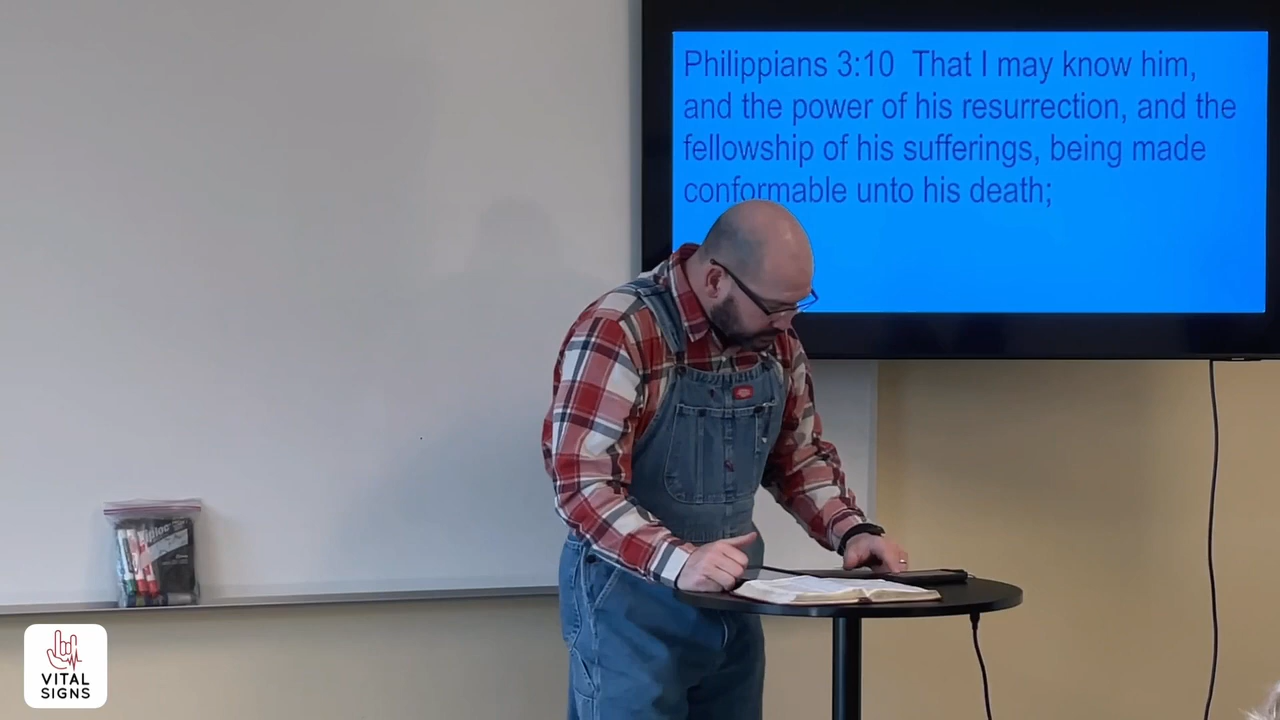 Philippians 3:10  That I may know him,
and the power of his resurrection, and the
fellowship of his sufferings, being made
conformable unto his death;
VITAL
SIGNS